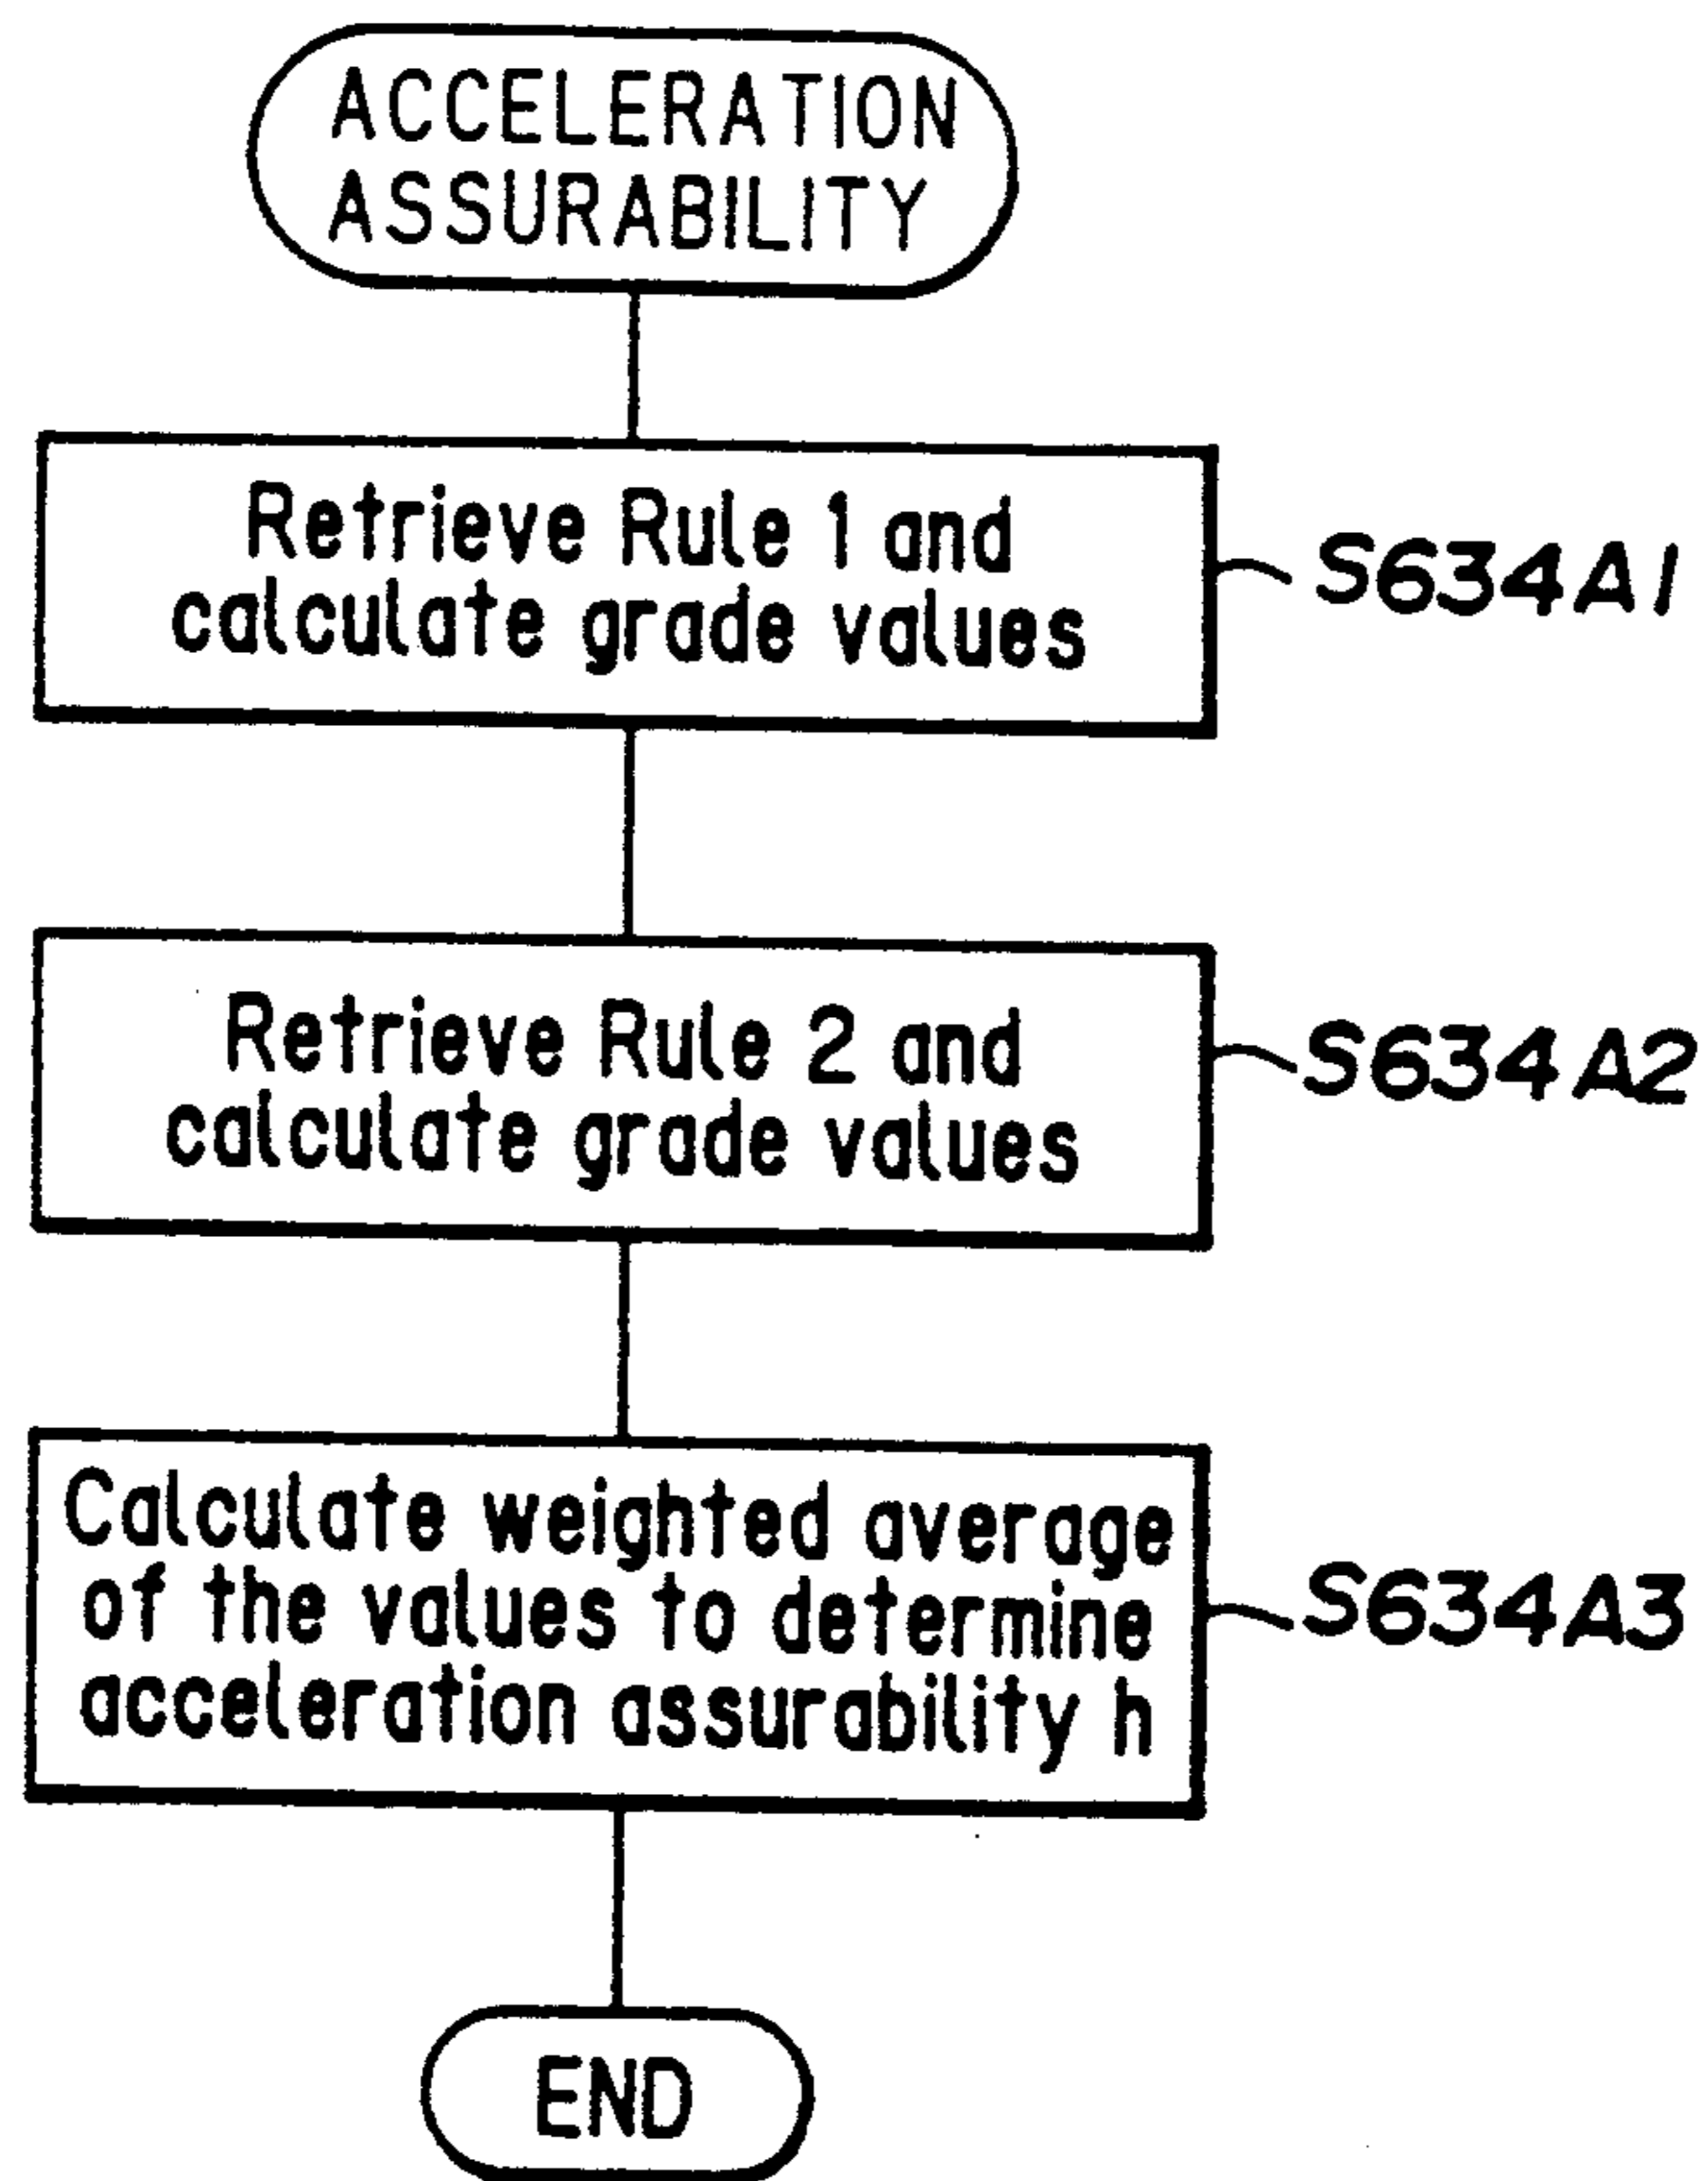 ACCELERATION
ASSURABILITY
Retrieve Rule 1 and
calculate grade values
S634A1
Retrieve Rule 2 and
calculate grade values
S634A2
Calculate weighted average
of the values to determine
acceleration assurability h
S634A3
END